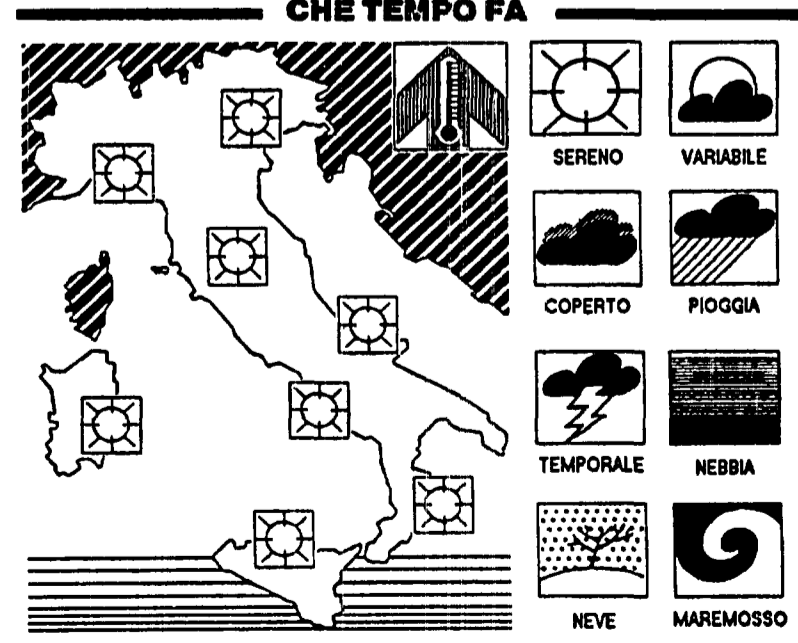 CHE TEMPO FA
SERENO
VARIABILE
COPERTO
PIOGGIA
TEMPORALE
NEBBIA
NEVE
MAREMOSSO